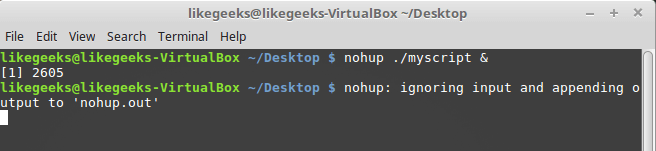 likegeeks@likegeeks-VirtualBox ~/Desktop
File Edit View Search Terminal Help
likegeeks@likegeeks-VirtualBox ~/Desktop $ nohup ./myscript &
[1] 2605
likegeeks@likegeeks-VirtualBox ~/Desktop $ nohup: ignoring input and appending o
utput to 'nohup.out'